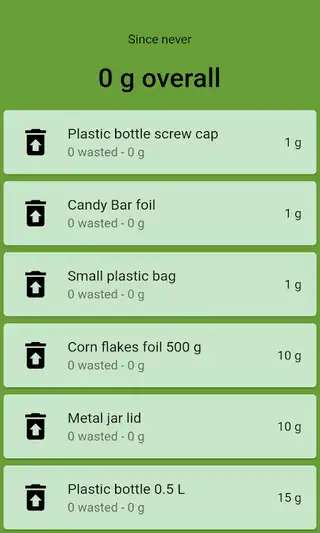 Since never
0 g overall
Plastic bottle screw cap
0 wasted - 0 g
1 g
Candy Bar foil
0 wasted - 0 g
1 g
Small plastic bag
0 wasted - 0 g
1 g
Corn flakes foil 500 g
0 wasted - 0 g
10 g
Metal jar lid
0 wasted - 0 g
10 g
Plastic bottle 0.5 L
0 wasted - 0 g
15 g